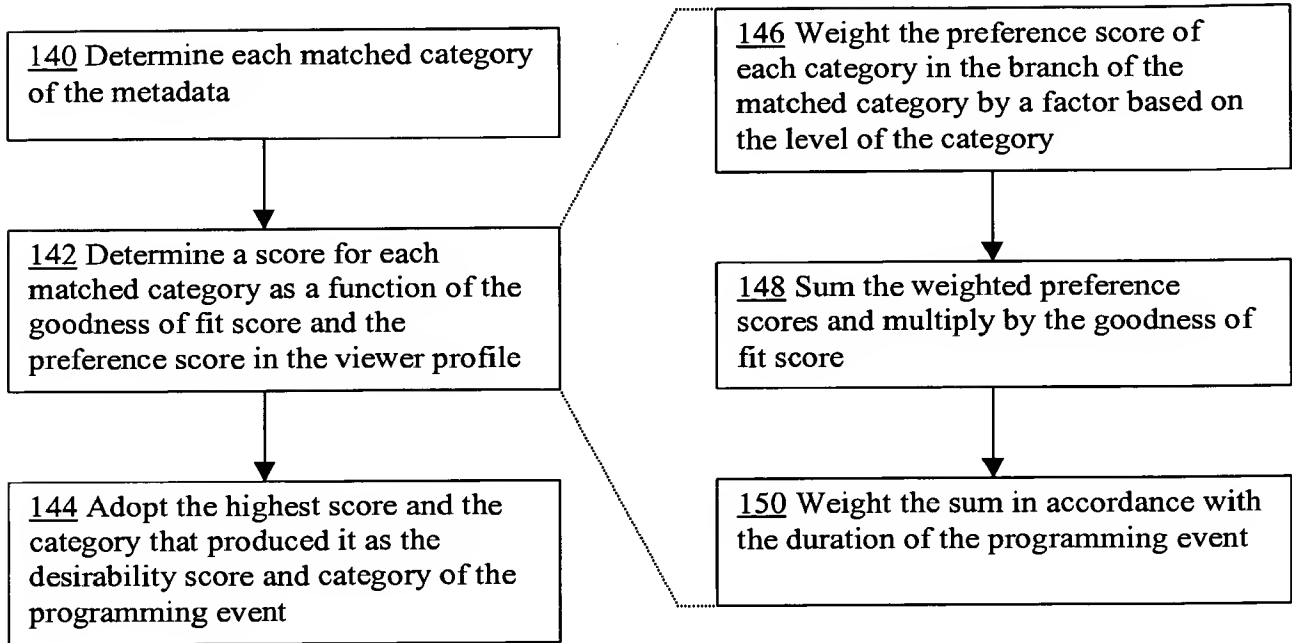 140 Determine each matched category
of the metadata
142 Determine a score for each
matched category as a function of the
goodness of fit score and the
preference score in the viewer profile
144 Adopt the highest score and the
category that produced it as the
desirability score and category of the
programming event
146 Weight the preference score of
each category in the branch of the
matched category by a factor based on
the level of the category
148 Sum the weighted preference
scores and multiply by the goodness of
fit score
150 Weight the sum in accordance with
the duration of the programming event